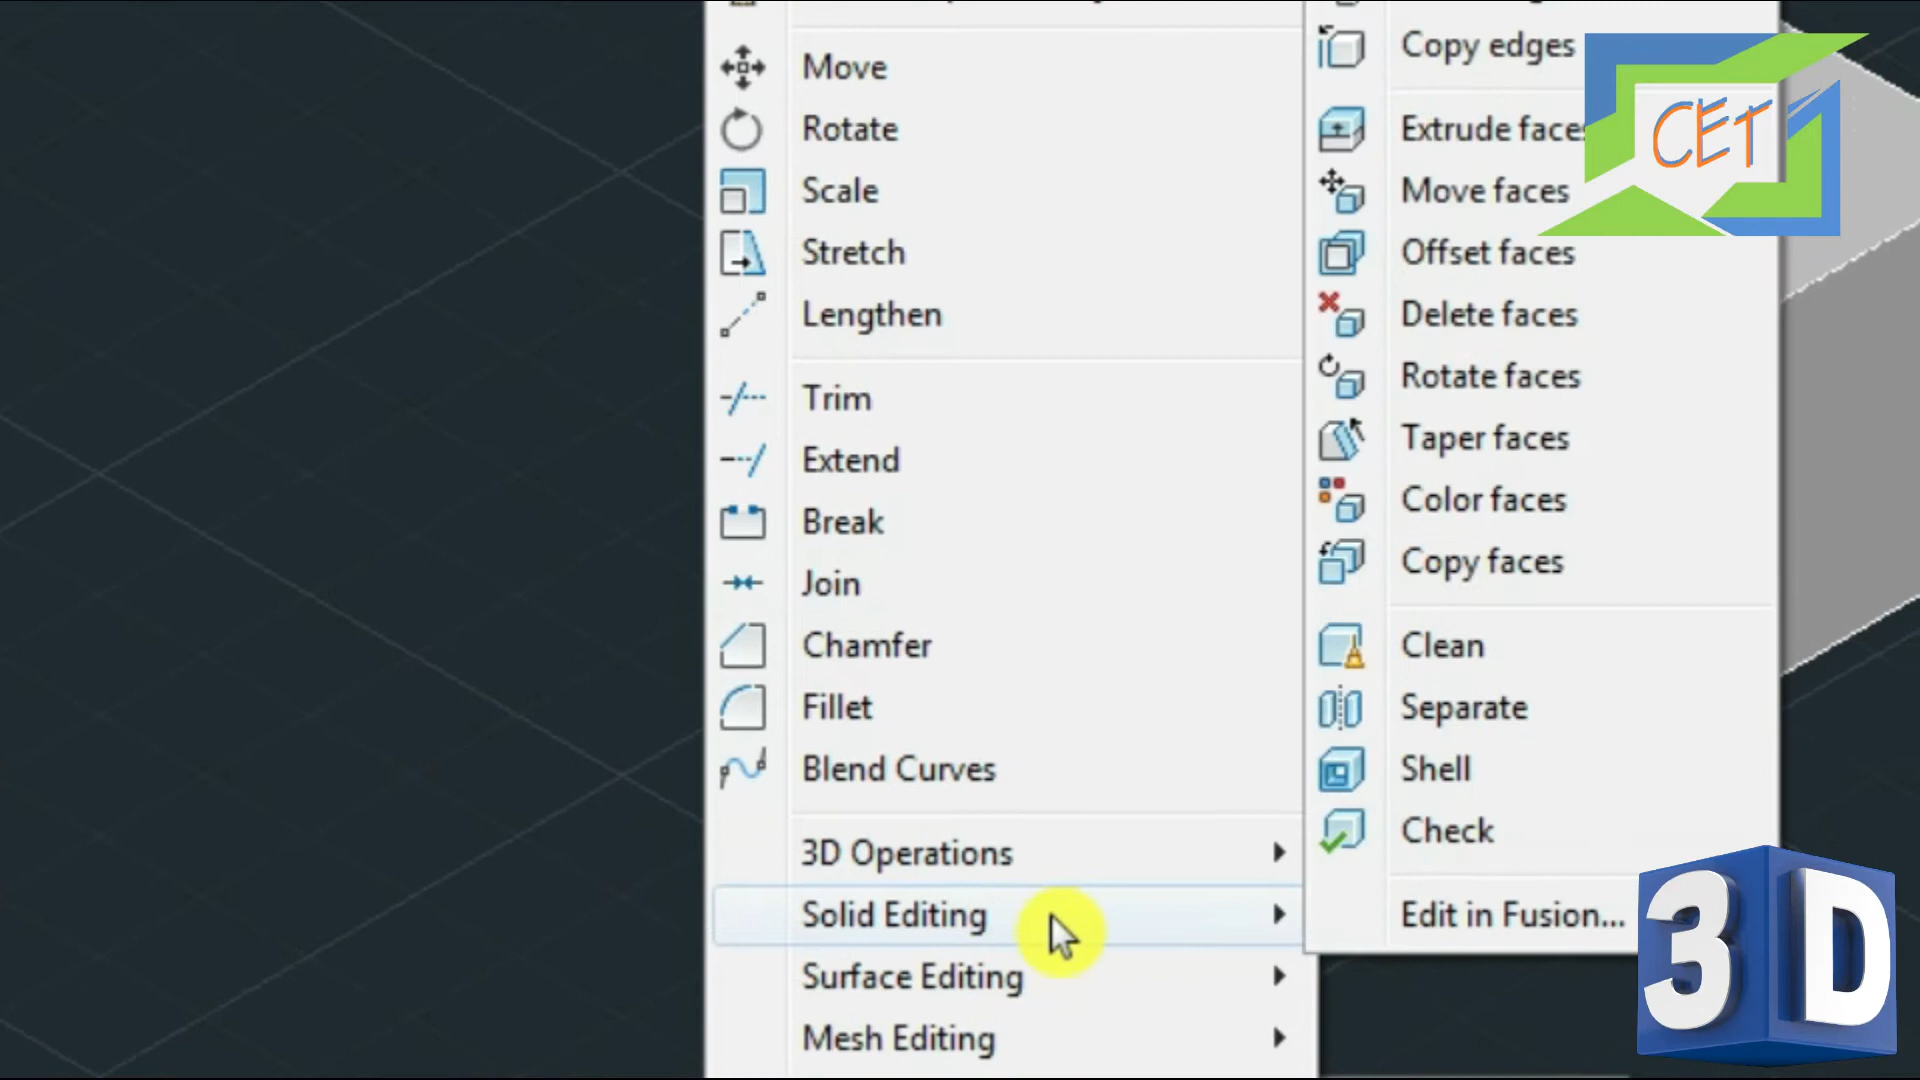 Move
Rotate
Scale
Stretch
Lengthen
Trim
Extend
Break
Join
Chamfer
Fillet
Blend Curves
3D Operations
Solid Editing
Surface Editing
Mesh Editing
Copy edges
Extrude faces
Move faces
Offset faces
Delete faces
Rotate faces
Taper faces
Color faces
Copy faces
Clean
Separate
Shell
Check
Edit in Fusion...
CET
3D